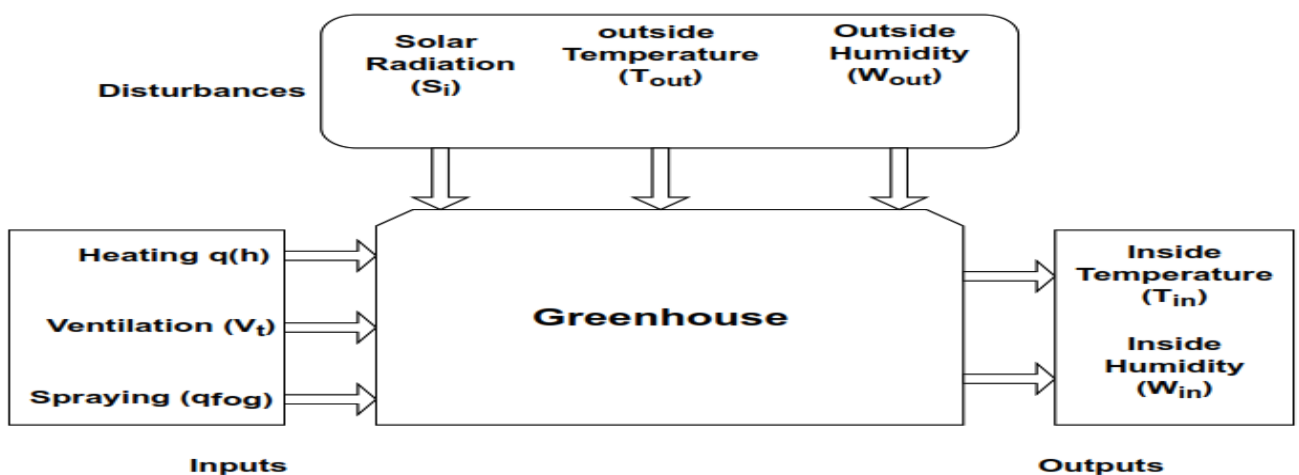 Solar
Radiation
(Si)
outside
Temperature
(Tout)
Outside
Humidity
(Wout)
Disturbances
Heating q(h)
Ventilation (Vt)
Spraying (qfog)
Greenhouse
Inside
Temperature
(Tin)
Inside
Humidity
(Win)
Inputs
Outputs